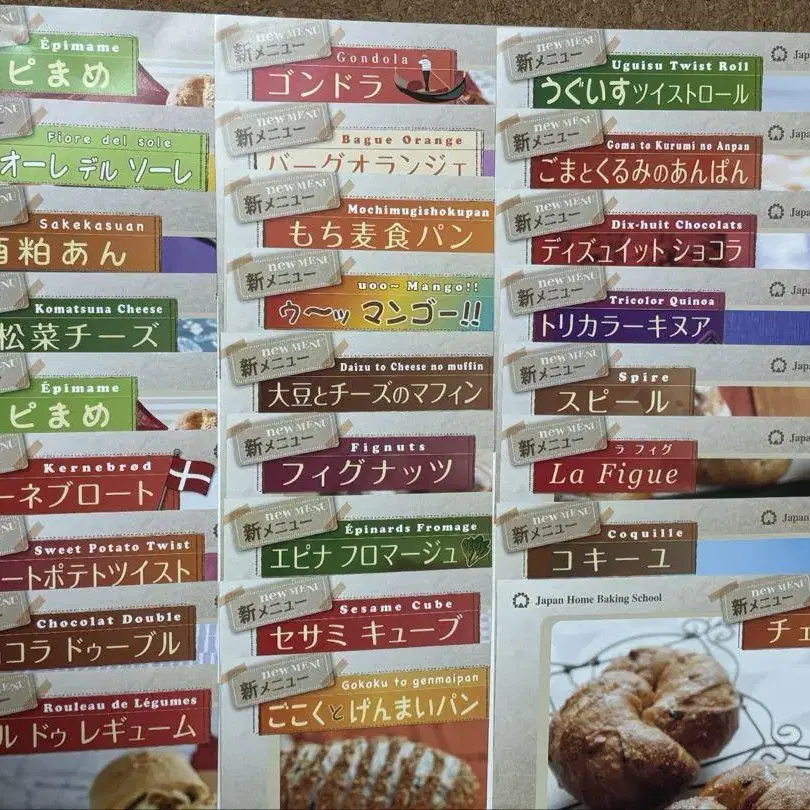 Épimame
ピまめ
Fiore del sole
オーレ デル ソーレ
Sakekasuan
酒粕あん
Komatsuna Cheese
松菜チーズ
Épimame
ピまめ
Kernebrød
ーネブロート
Sweet Potato Twist
ートポテトツイスト
Chocolat Double
コラ ドゥーブル
Rouleau de Légumes
ル ドゥ レギューム
new MENU
新メニュー
Gondola
ゴンドラ
new MENU
新メニュー
Bague Orange
バーグオランジェ
new MENU
新メニュー
Mochimugishokupan
もち麦食パン
new MENU
新メニュー
uoo~ Mango!!
ゥ〜ッ マンゴー!!
new MENU
新メニュー
Daizu to Cheese no muffin
大豆とチーズのマフィン
new MENU
新メニュー
Fignuts
フィグナッツ
new MENU
新メニュー
Épinards Fromage
エピナ フロマージュ
new MENU
新メニュー
Sesame Cube
セサミ キューブ
new MENU
新メニュー
Gokoku to genmaipan
ごこくとげんまいパン
new MENU
新メニュー
Uguisu Twist Roll
うぐいすツイストロール
Jap
new MENU
新メニュー
Goma to Kurumi no Anpan
ごまとくるみのあんぱん
Jap
new MENU
新メニュー
Dix-huit Chocolats
ディズュイット ショコラ
Jap
new MENU
新メニュー
Tricolor Quinoa
トリカラーキヌア
Jap
new MENU
新メニュー
Spire
スピール
Jap
new MENU
新メニュー
ラ フィグ
La Figue
Jap
new MENU
新メニュー
Coquille
コキーユ
Japan
Japan Home Baking School
new MENU
新メニュー
チェ